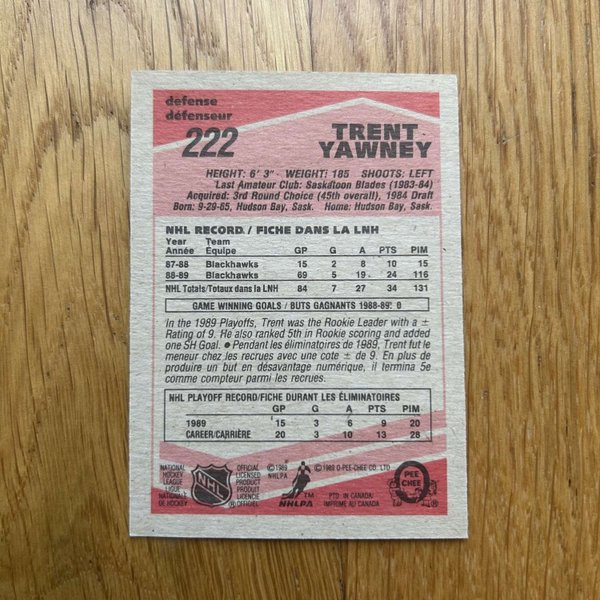 defense
défenseur
222
TRENT
YAWNEY
HEIGHT: 6' 3" WEIGHT: 185 SHOOTS: LEFT
Last Amateur Club: Saskatoon Blades (1983-84)
Acquired: 3rd Round Choice (45th overall), 1984 Draft
Born: 9-29-65, Hudson Bay, Sask. Home: Hudson Bay, Sask.
NHL RECORD / FICHE DANS LA LNH
Year Team
Année Équipe GP G A PTS PIM
87-88 Blackhawks 15 2 8 10 15
88-89 Blackhawks 69 5 19 24 116
NHL Totals/Totaux dans la LNH 84 7 27 34 131
GAME WINNING GOALS / BUTS GAGNANTS 1988-89: 0
In the 1989 Playoffs, Trent was the Rookie Leader with a ±
Rating of 9. He also ranked 5th in Rookie scoring and added
one SH Goal. ● Pendant les éliminatoires de 1989, Trent fut le
meneur chez les recrues avec une cote ± de 9. En plus de
produire un but en désavantage numérique, il termina 5e
comme compteur parmi les recrues.
NHL PLAYOFF RECORD/FICHE DURANT LES ÉLIMINATOIRES
GP G A PTS PIM
1989 15 3 6 9 20
CAREER/CARRIÈRE 20 3 10 13 28
NATIONAL
HOCKEY
LEAGUE
LIGUE
NATIONALE
DE HOCKEY
NHL
®
OFFICIAL
LICENSED
PRODUCT
PRODUIT
LICENCIÉ
OFFICIEL
© 1989
NHLPA
TM
NHLPA
© 1989 O-PEE-CHEE CO. LTD
PTD. IN CANADA/
IMPRIMÉ AU CANADA
O
PEE
CHEE
®